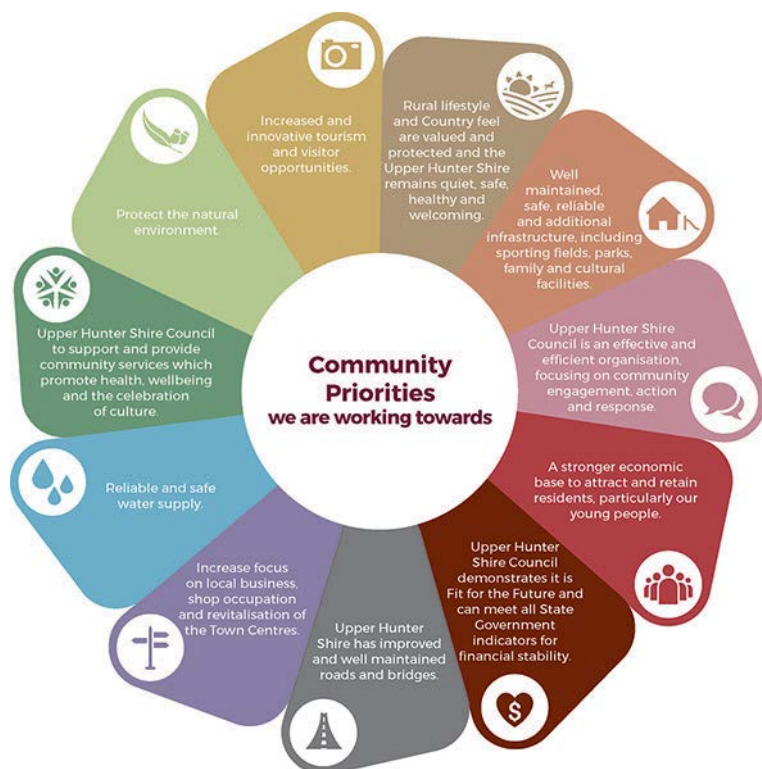 Community
Priorities
we are working towards
Rural lifestyle
and Country feel
are valued and
protected and the
Upper Hunter Shire
remains quiet, safe,
healthy and
welcoming.
Well
maintained,
safe, reliable
and additional
infrastructure, including
sporting fields, parks,
family and cultural
facilities.
Upper Hunter Shire
Council is an effective and
efficient organisation,
focusing on community
engagement, action
and response.
A stronger economic
base to attract and retain
residents, particularly our
young people.
Upper Hunter
Shire Council
demonstrates it is
Fit for the Future and
can meet all State
Government
indicators for
financial stability.
$
Upper Hunter
Shire has improved
and well maintained
roads and bridges.
Increase focus
on local business,
shop occupation
and revitalisation of
the Town Centres.
Reliable and safe
water supply.
Upper Hunter Shire Council
to support and provide
community services which
promote health, wellbeing
and the celebration
of culture.
Protect the natural
environment.
Increased and
innovative tourism
and visitor
opportunities.